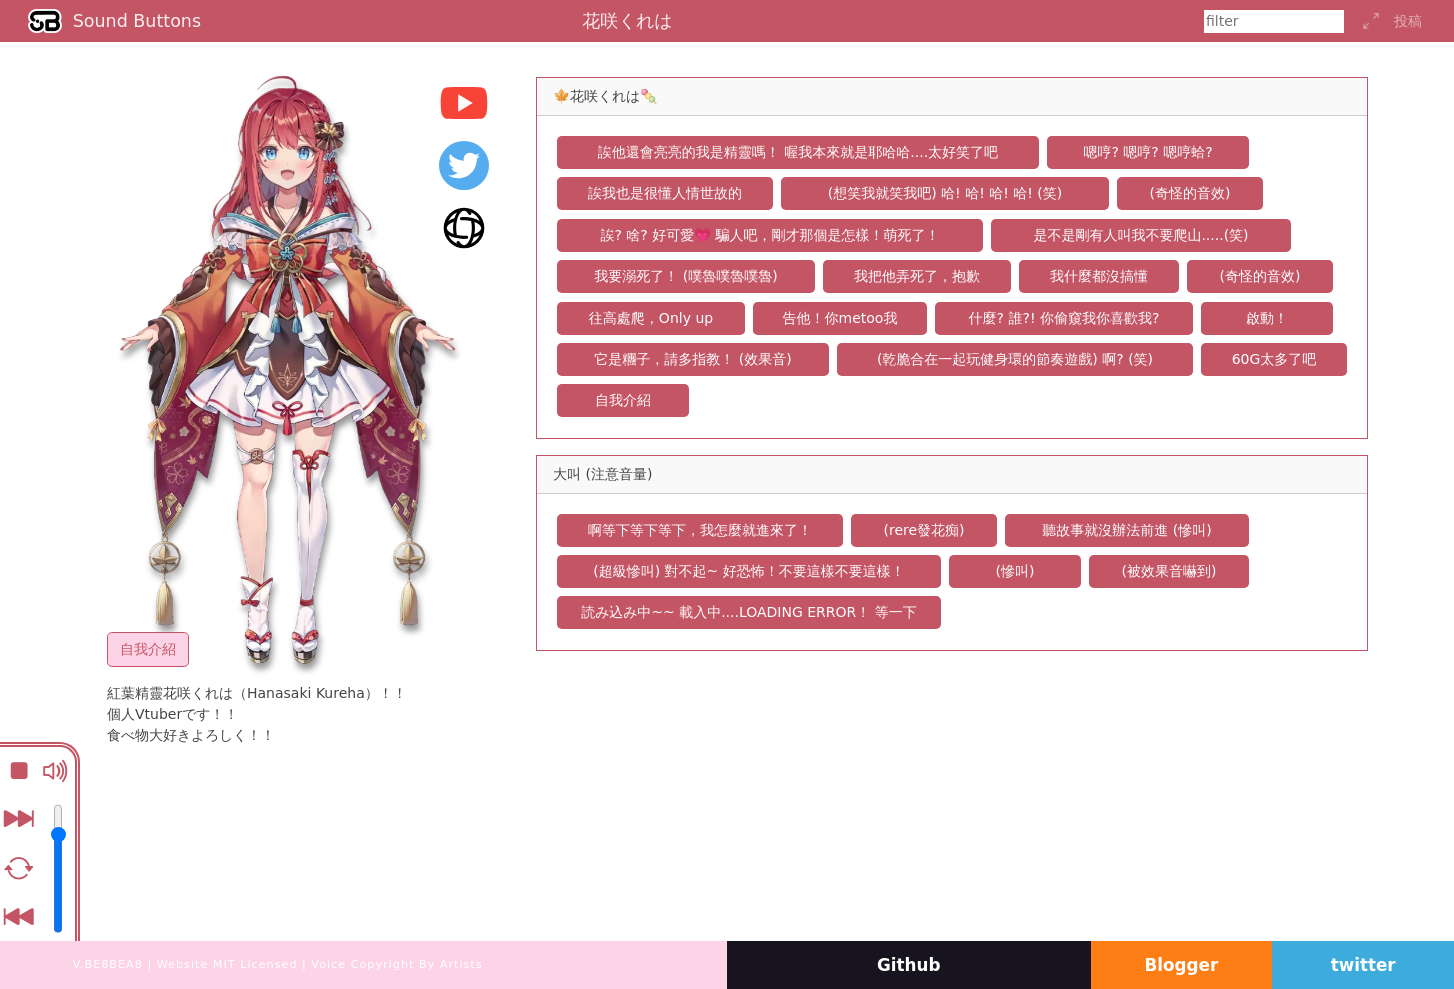 Sound Buttons
花咲くれは
filter
投稿
🍁花咲くれは🍡
誒他還會亮亮的我是精靈嗎！ 喔我本來就是耶哈哈....太好笑了吧
嗯哼? 嗯哼? 嗯哼蛤?
誒我也是很懂人情世故的
(想笑我就笑我吧) 哈! 哈! 哈! 哈! (笑)
(奇怪的音效)
誒? 啥? 好可愛💗 騙人吧，剛才那個是怎樣！萌死了！
是不是剛有人叫我不要爬山.....(笑)
我要溺死了！ (噗魯噗魯噗魯)
我把他弄死了，抱歉
我什麼都沒搞懂
(奇怪的音效)
往高處爬，Only up
告他！你metoo我
什麼? 誰?! 你偷窺我你喜歡我?
啟動！
它是糰子，請多指教！ (效果音)
(乾脆合在一起玩健身環的節奏遊戲) 啊? (笑)
60G太多了吧
自我介紹
大叫 (注意音量)
啊等下等下等下，我怎麼就進來了！
(rere發花痴)
聽故事就沒辦法前進 (慘叫)
(超級慘叫) 對不起~ 好恐怖！不要這樣不要這樣！
(慘叫)
(被效果音嚇到)
読み込み中~~ 載入中....LOADING ERROR！ 等一下
自我介紹
紅葉精靈花咲くれは（Hanasaki Kureha）！！
個人Vtuberです！！
食べ物大好きよろしく！！
V.BE8BEA8 | Website MIT Licensed | Voice Copyright By Artists
Github
Blogger
twitter